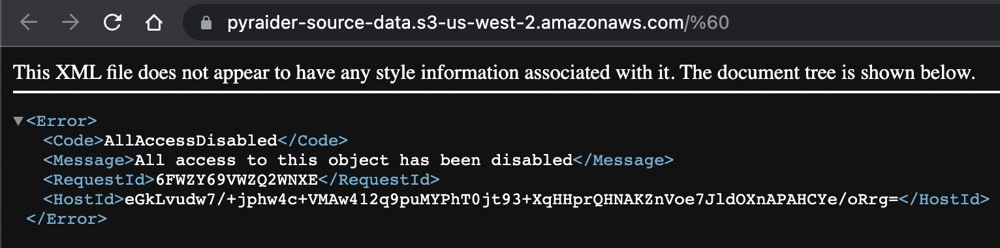 pyraider-source-data.s3-us-west-2.amazonaws.com/%60
This XML file does not appear to have any style information associated with it. The document tree is shown below.
▼<Error>
<Code>AllAccessDisabled</Code>
<Message>All access to this object has been disabled</Message>
<RequestId>6FWZY69VWZQ2WNXE</RequestId>
<HostId>eGkLvudw7/+jphw4c+VMAw412q9puMYPhT0jt93+XqHHprQHNAKZnVoe7JldOXnAPAHCYe/oRrg=</HostId>
</Error>